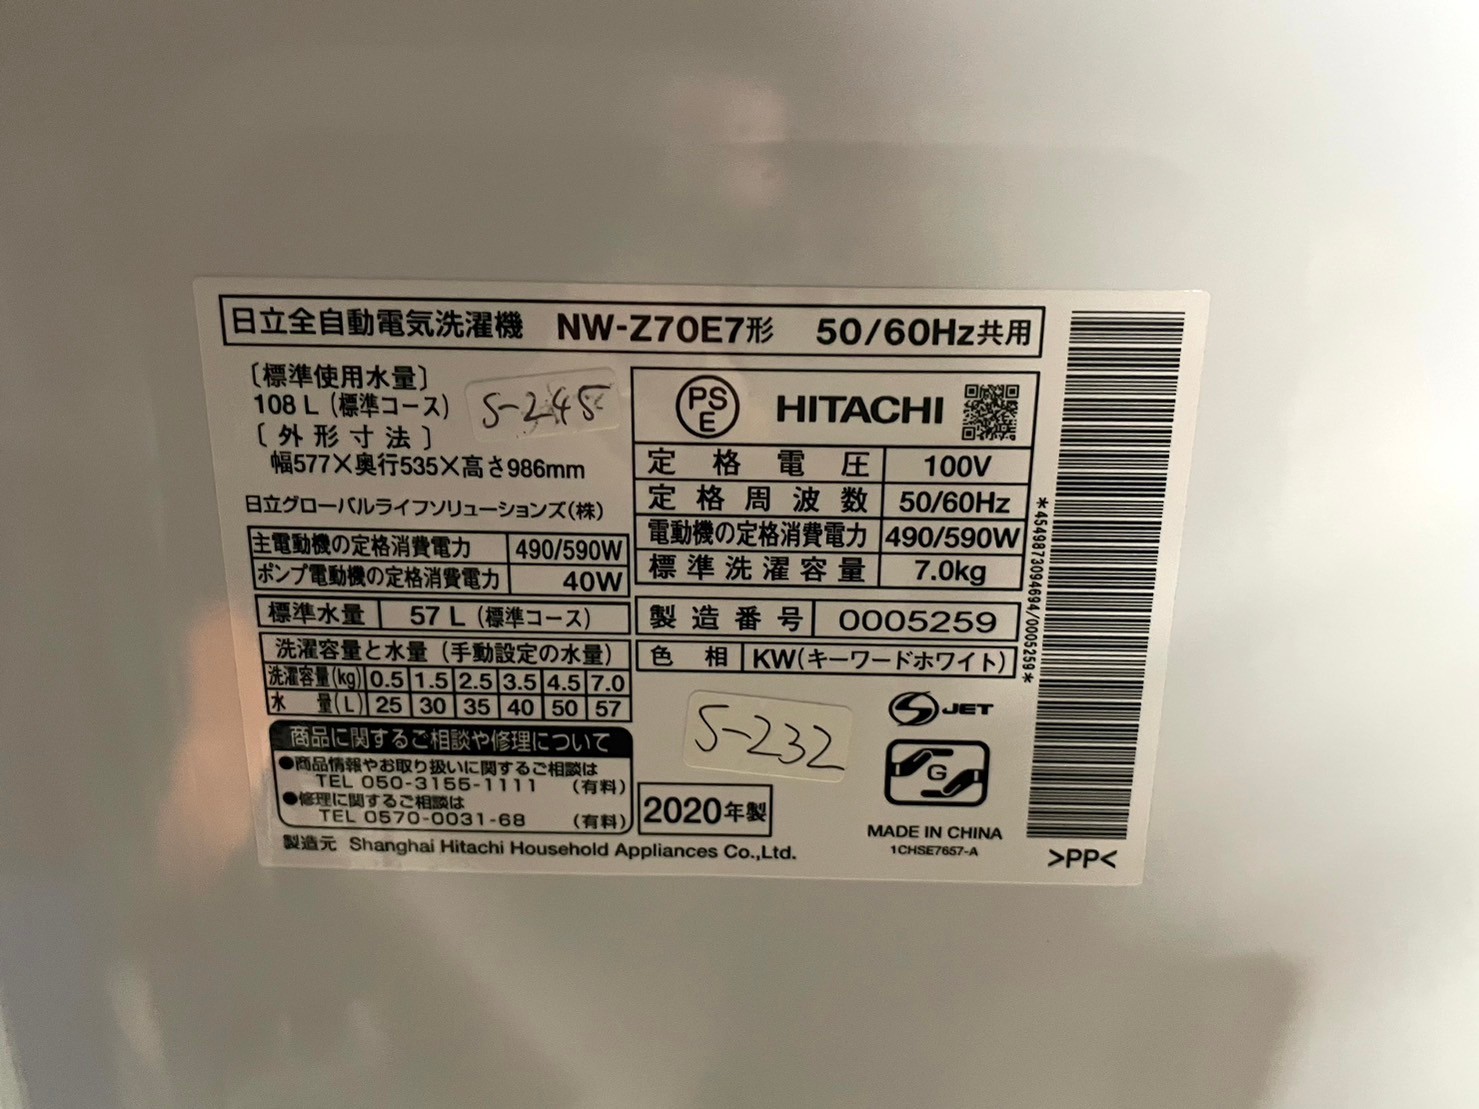 日立全自動電気洗濯機 NW-Z70E7形 50/60Hz共用
〔標準使用水量〕
108 L (標準コース)
S-245
〔外形寸法〕
幅577×奥行535×高さ986mm
日立グローバルライフソリューションズ(株)
主電動機の定格消費電力 490/590W
ポンプ電動機の定格消費電力 40W
標準水量 57 L (標準コース)
洗濯容量と水量 (手動設定の水量)
洗濯容量(kg) 0.5 1.5 2.5 3.5 4.5 7.0
水量(L) 25 30 35 40 50 57
商品に関するご相談や修理について
●商品情報やお取り扱いに関するご相談は
TEL 050-3155-1111 (有料)
●修理に関するご相談は
TEL 0570-0031-68 (有料)
製造元 Shanghai Hitachi Household Appliances Co.,Ltd.
PS
E
HITACHI
定格電圧 100V
定格周波数 50/60Hz
電動機の定格消費電力 490/590W
標準洗濯容量 7.0kg
製造番号 0005259
色相 KW(キーワードホワイト)
S-232
S JET
G
2020年製
MADE IN CHINA
1CHSE7657-A
*4549873094694/0005259*
>PP<